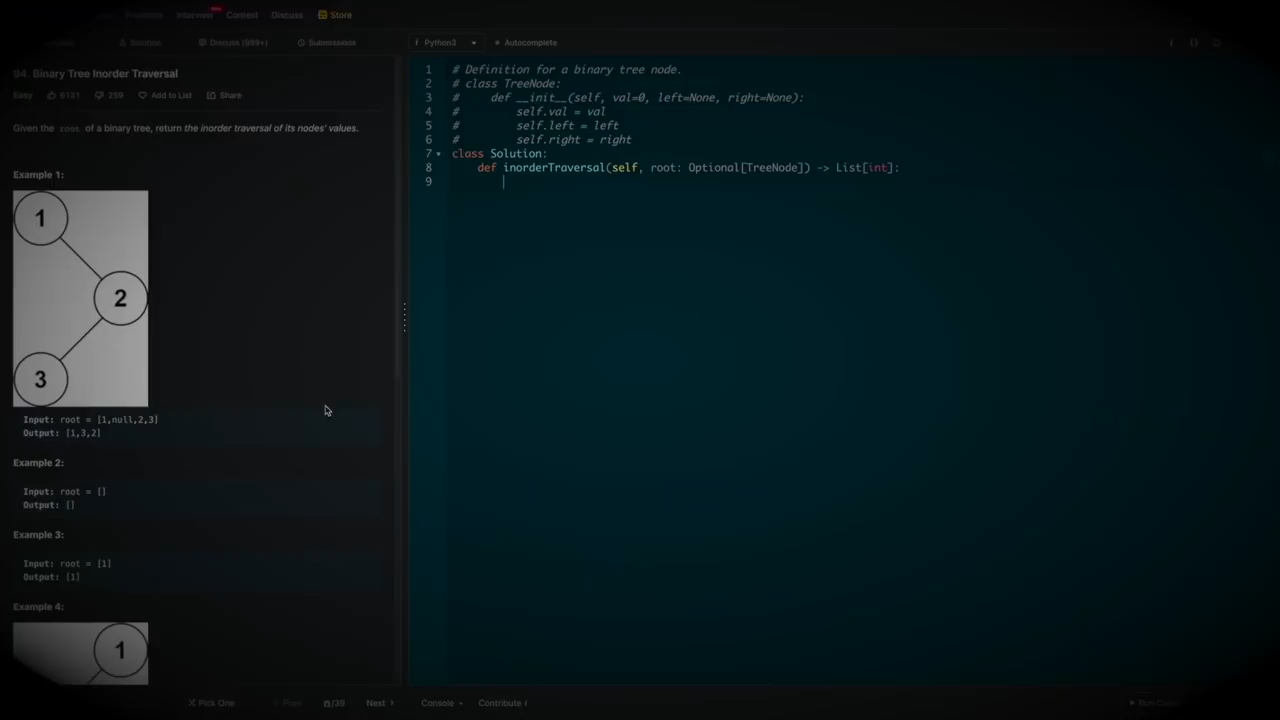 Interview Contest Discuss Store
Discuss (999+) Submissions
Python3 Autocomplete
94. Binary Tree Inorder Traversal
Easy 6131 259 Add to List Share
Given the root of a binary tree, return the inorder traversal of its nodes' values.
Example 1:
1
2
3
Input: root = [1,null,2,3]
Output: [1,3,2]
Example 2:
Input: root = []
Output: []
Example 3:
Input: root = [1]
Output: [1]
Example 4:
1
1 # Definition for a binary tree node.
2 # class TreeNode:
3 #     def __init__(self, val=0, left=None, right=None):
4 #         self.val = val
5 #         self.left = left
6 #         self.right = right
7 class Solution:
8     def inorderTraversal(self, root: Optional[TreeNode]) -> List[int]:
9
Pick One Prev /39 Next Console Contribute